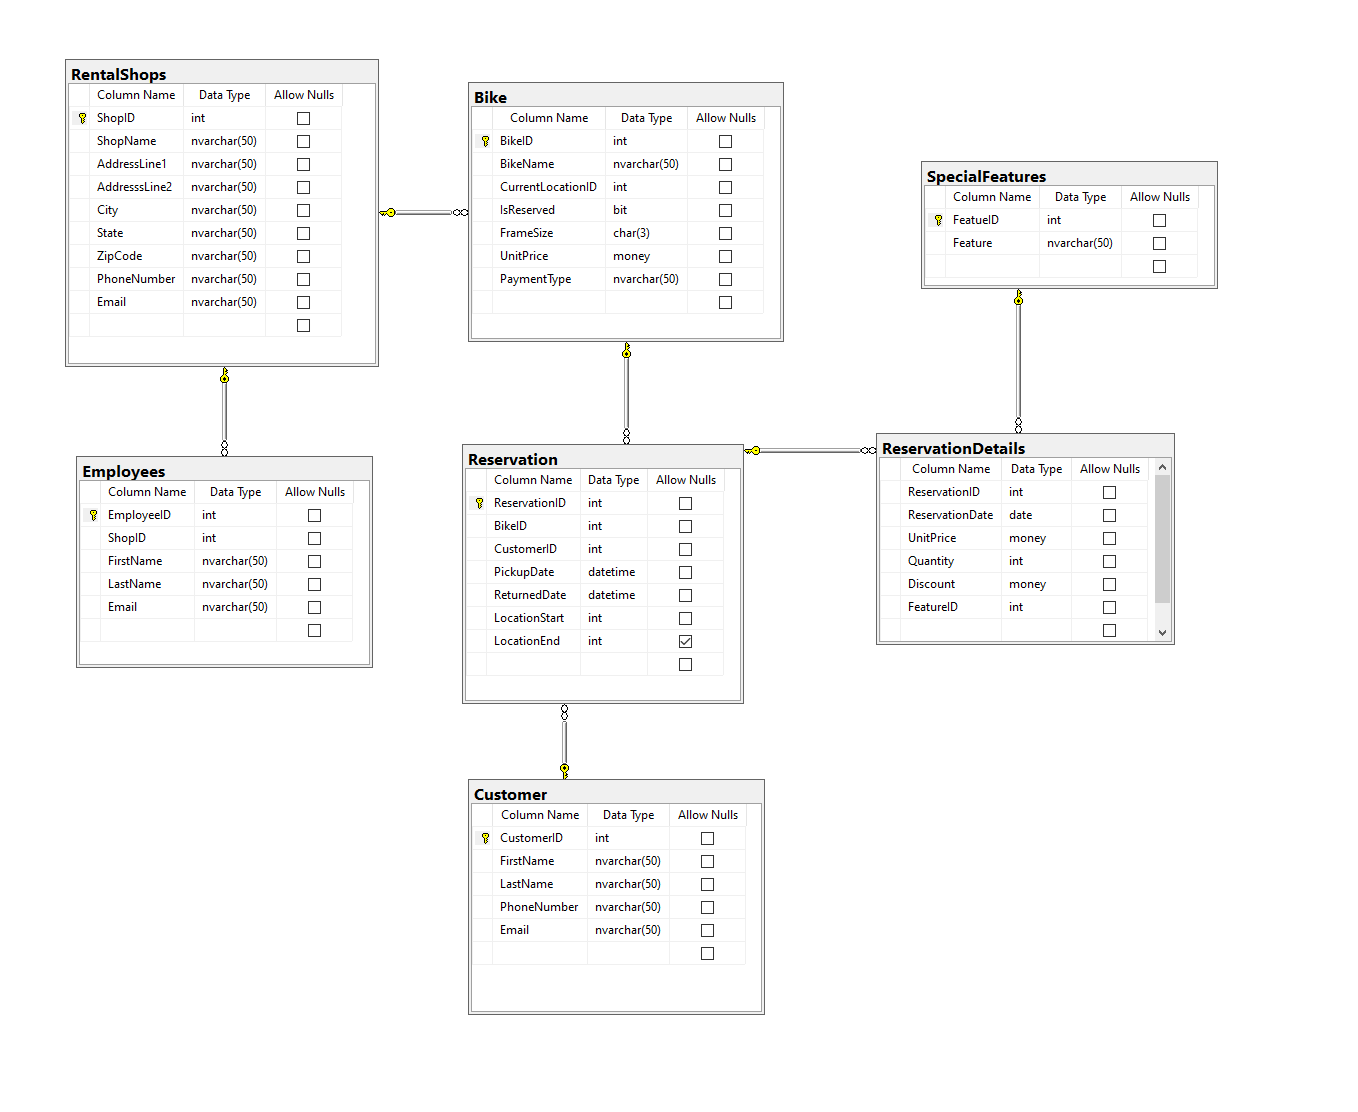 RentalShops
Column Name Data Type Allow Nulls
ShopID int
ShopName nvarchar(50)
AddressLine1 nvarchar(50)
AddresssLine2 nvarchar(50)
City nvarchar(50)
State nvarchar(50)
ZipCode nvarchar(50)
PhoneNumber nvarchar(50)
Email nvarchar(50)
Bike
Column Name Data Type Allow Nulls
BikeID int
BikeName nvarchar(50)
CurrentLocationID int
IsReserved bit
FrameSize char(3)
UnitPrice money
PaymentType nvarchar(50)
SpecialFeatures
Column Name Data Type Allow Nulls
FeatueID int
Feature nvarchar(50)
Employees
Column Name Data Type Allow Nulls
EmployeeID int
ShopID int
FirstName nvarchar(50)
LastName nvarchar(50)
Email nvarchar(50)
Reservation
Column Name Data Type Allow Nulls
ReservationID int
BikeID int
CustomerID int
PickupDate datetime
ReturnedDate datetime
LocationStart int
LocationEnd int
ReservationDetails
Column Name Data Type Allow Nulls
ReservationID int
ReservationDate date
UnitPrice money
Quantity int
Discount money
FeatureID int
Customer
Column Name Data Type Allow Nulls
CustomerID int
FirstName nvarchar(50)
LastName nvarchar(50)
PhoneNumber nvarchar(50)
Email nvarchar(50)